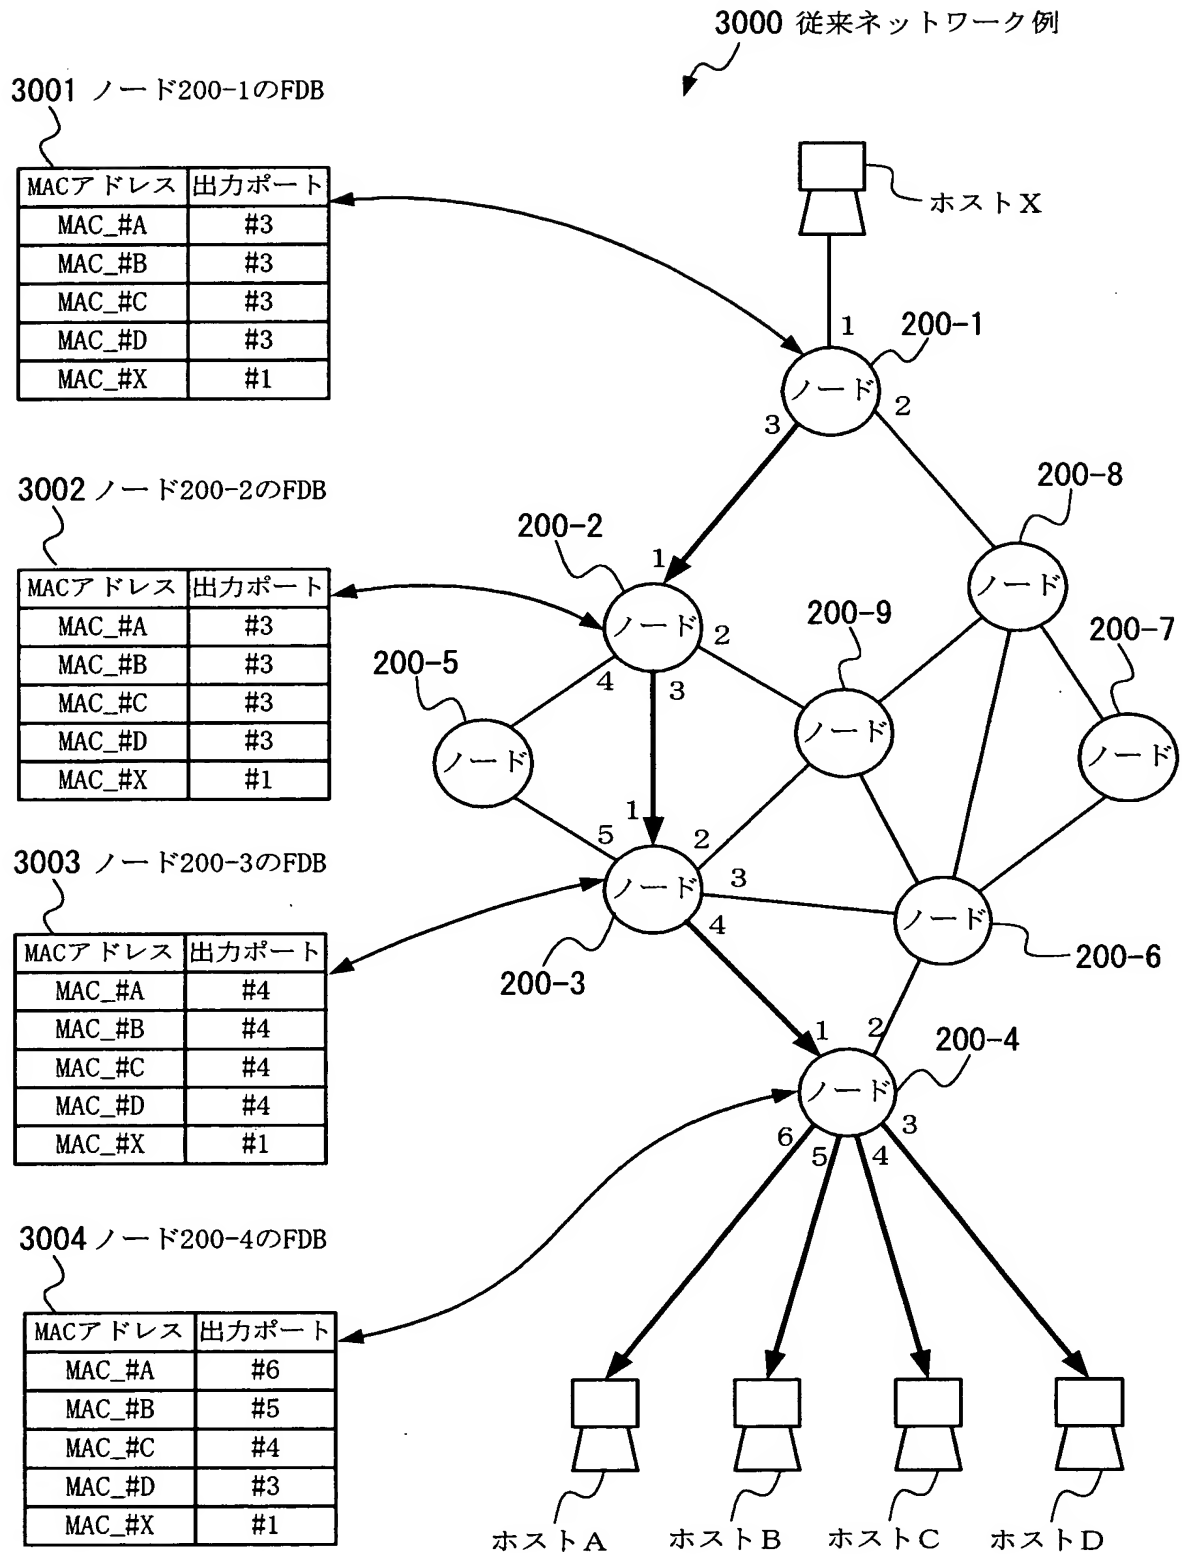 3000 従来ネットワーク例
3001 ノード200-1のFDB
MACアドレス 出力ポート
MAC_#A #3
MAC_#B #3
MAC_#C #3
MAC_#D #3
MAC_#X #1
ホストX
1
200-1
ノード
3
2
3002 ノード200-2のFDB
MACアドレス 出力ポート
MAC_#A #3
MAC_#B #3
MAC_#C #3
MAC_#D #3
MAC_#X #1
200-8
ノード
200-2
1
ノード
2
4
3
200-9
ノード
200-7
ノード
200-5
ノード
3003 ノード200-3のFDB
MACアドレス 出力ポート
MAC_#A #4
MAC_#B #4
MAC_#C #4
MAC_#D #4
MAC_#X #1
1
5
2
ノード
3
4
200-3
ノード
200-6
3004 ノード200-4のFDB
MACアドレス 出力ポート
MAC_#A #6
MAC_#B #5
MAC_#C #4
MAC_#D #3
MAC_#X #1
1
2
200-4
ノード
6
5
4
3
ホストA
ホストB
ホストC
ホストD